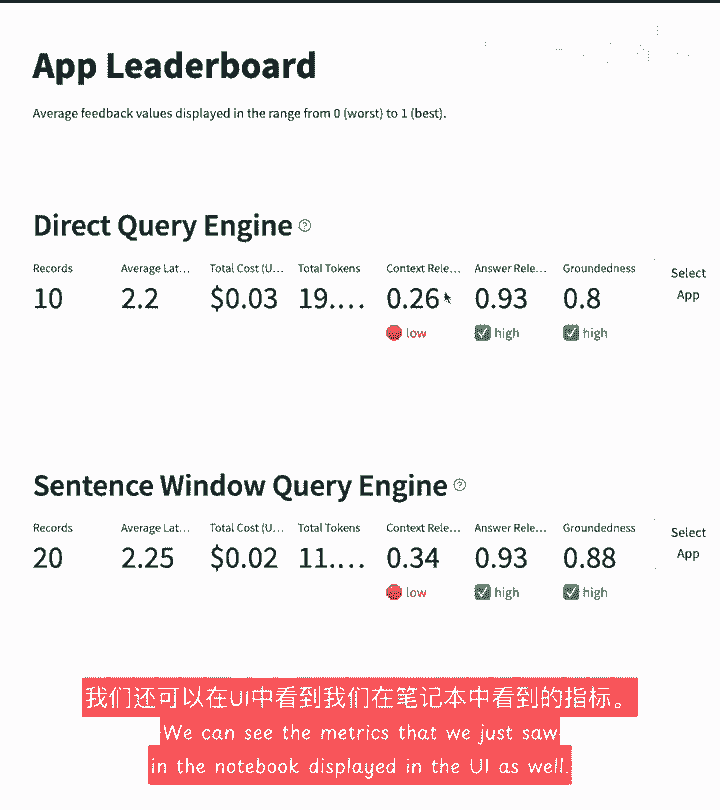 App Leaderboard
Average feedback values displayed in the range from 0 (worst) to 1 (best).
Direct Query Engine
Records Average Lat... Total Cost (U... Total Tokens Context Rele... Answer Rele... Groundedness
10 2.2 $0.03 19.... 0.26 0.93 0.8
low high high
Select
App
Sentence Window Query Engine
Records Average Lat... Total Cost (U... Total Tokens Context Rele... Answer Rele... Groundedness
20 2.25 $0.02 11.... 0.34 0.93 0.88
low high high
Select
App
我们还可以在UI中看到我们在笔记本中看到的指标。
We can see the metrics that we just saw
in the notebook displayed in the UI as well.